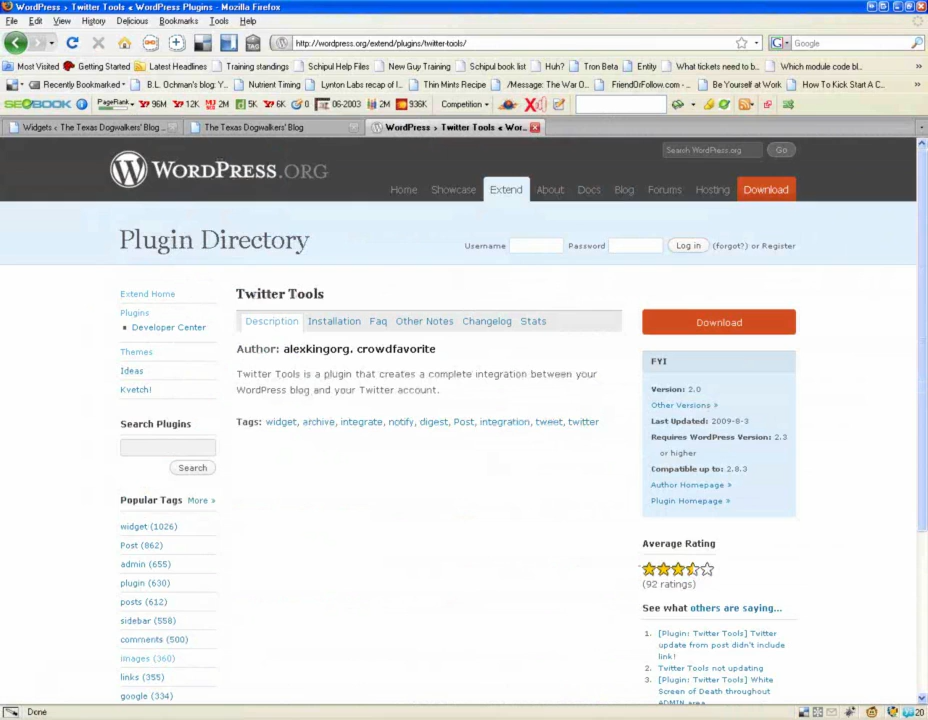 WordPress › Twitter Tools « WordPress Plugins - Mozilla Firefox
File Edit View History Delicious Bookmarks Tools Help
http://wordpress.org/extend/plugins/twitter-tools/
Google
Most Visited Getting Started Latest Headlines Training standings Schipul Help Files New Guy Training Schipul book list Huh? Tron Beta Entity What tickets need to b... Which module code bl...
Recently Bookmarked B.L. Ochman's blog: Y... Nutrient Timing Lynton Labs recap of I... Thin Mints Recipe /Message: The War O... FriendOrFollow.com - ... Be Yourself at Work How To Kick Start A C...
SEOBOOK PageRank 96M 12K 2M 5K 6K 0 06-2003 2M 936K Competition
Widgets ‹ The Texas Dogwalkers' Blog ... The Texas Dogwalkers' Blog WordPress › Twitter Tools « Wor...
WORDPRESS.ORG
Search WordPress.org Go
Home Showcase Extend About Docs Blog Forums Hosting Download
Plugin Directory
Username Password Log in (forgot?) or Register
Extend Home
Plugins
Developer Center
Themes
Ideas
Kvetch!
Search Plugins
Search
Popular Tags More »
widget (1026)
Post (862)
admin (655)
plugin (630)
posts (612)
sidebar (558)
comments (500)
images (360)
links (355)
google (334)
Twitter Tools
Description Installation Faq Other Notes Changelog Stats
Author: alexkingorg, crowdfavorite
Twitter Tools is a plugin that creates a complete integration between your
WordPress blog and your Twitter account.
Tags: widget, archive, integrate, notify, digest, Post, integration, tweet, twitter
Download
FYI
Version: 2.0
Other Versions »
Last Updated: 2009-8-3
Requires WordPress Version: 2.3
or higher
Compatible up to: 2.8.3
Author Homepage »
Plugin Homepage »
Average Rating
(92 ratings)
See what others are saying...
1. [Plugin: Twitter Tools] Twitter
update from post didn't include
link!
2. Twitter Tools not updating
3. [Plugin: Twitter Tools] White
Screen of Death throughout
ADMIN area
Done
20